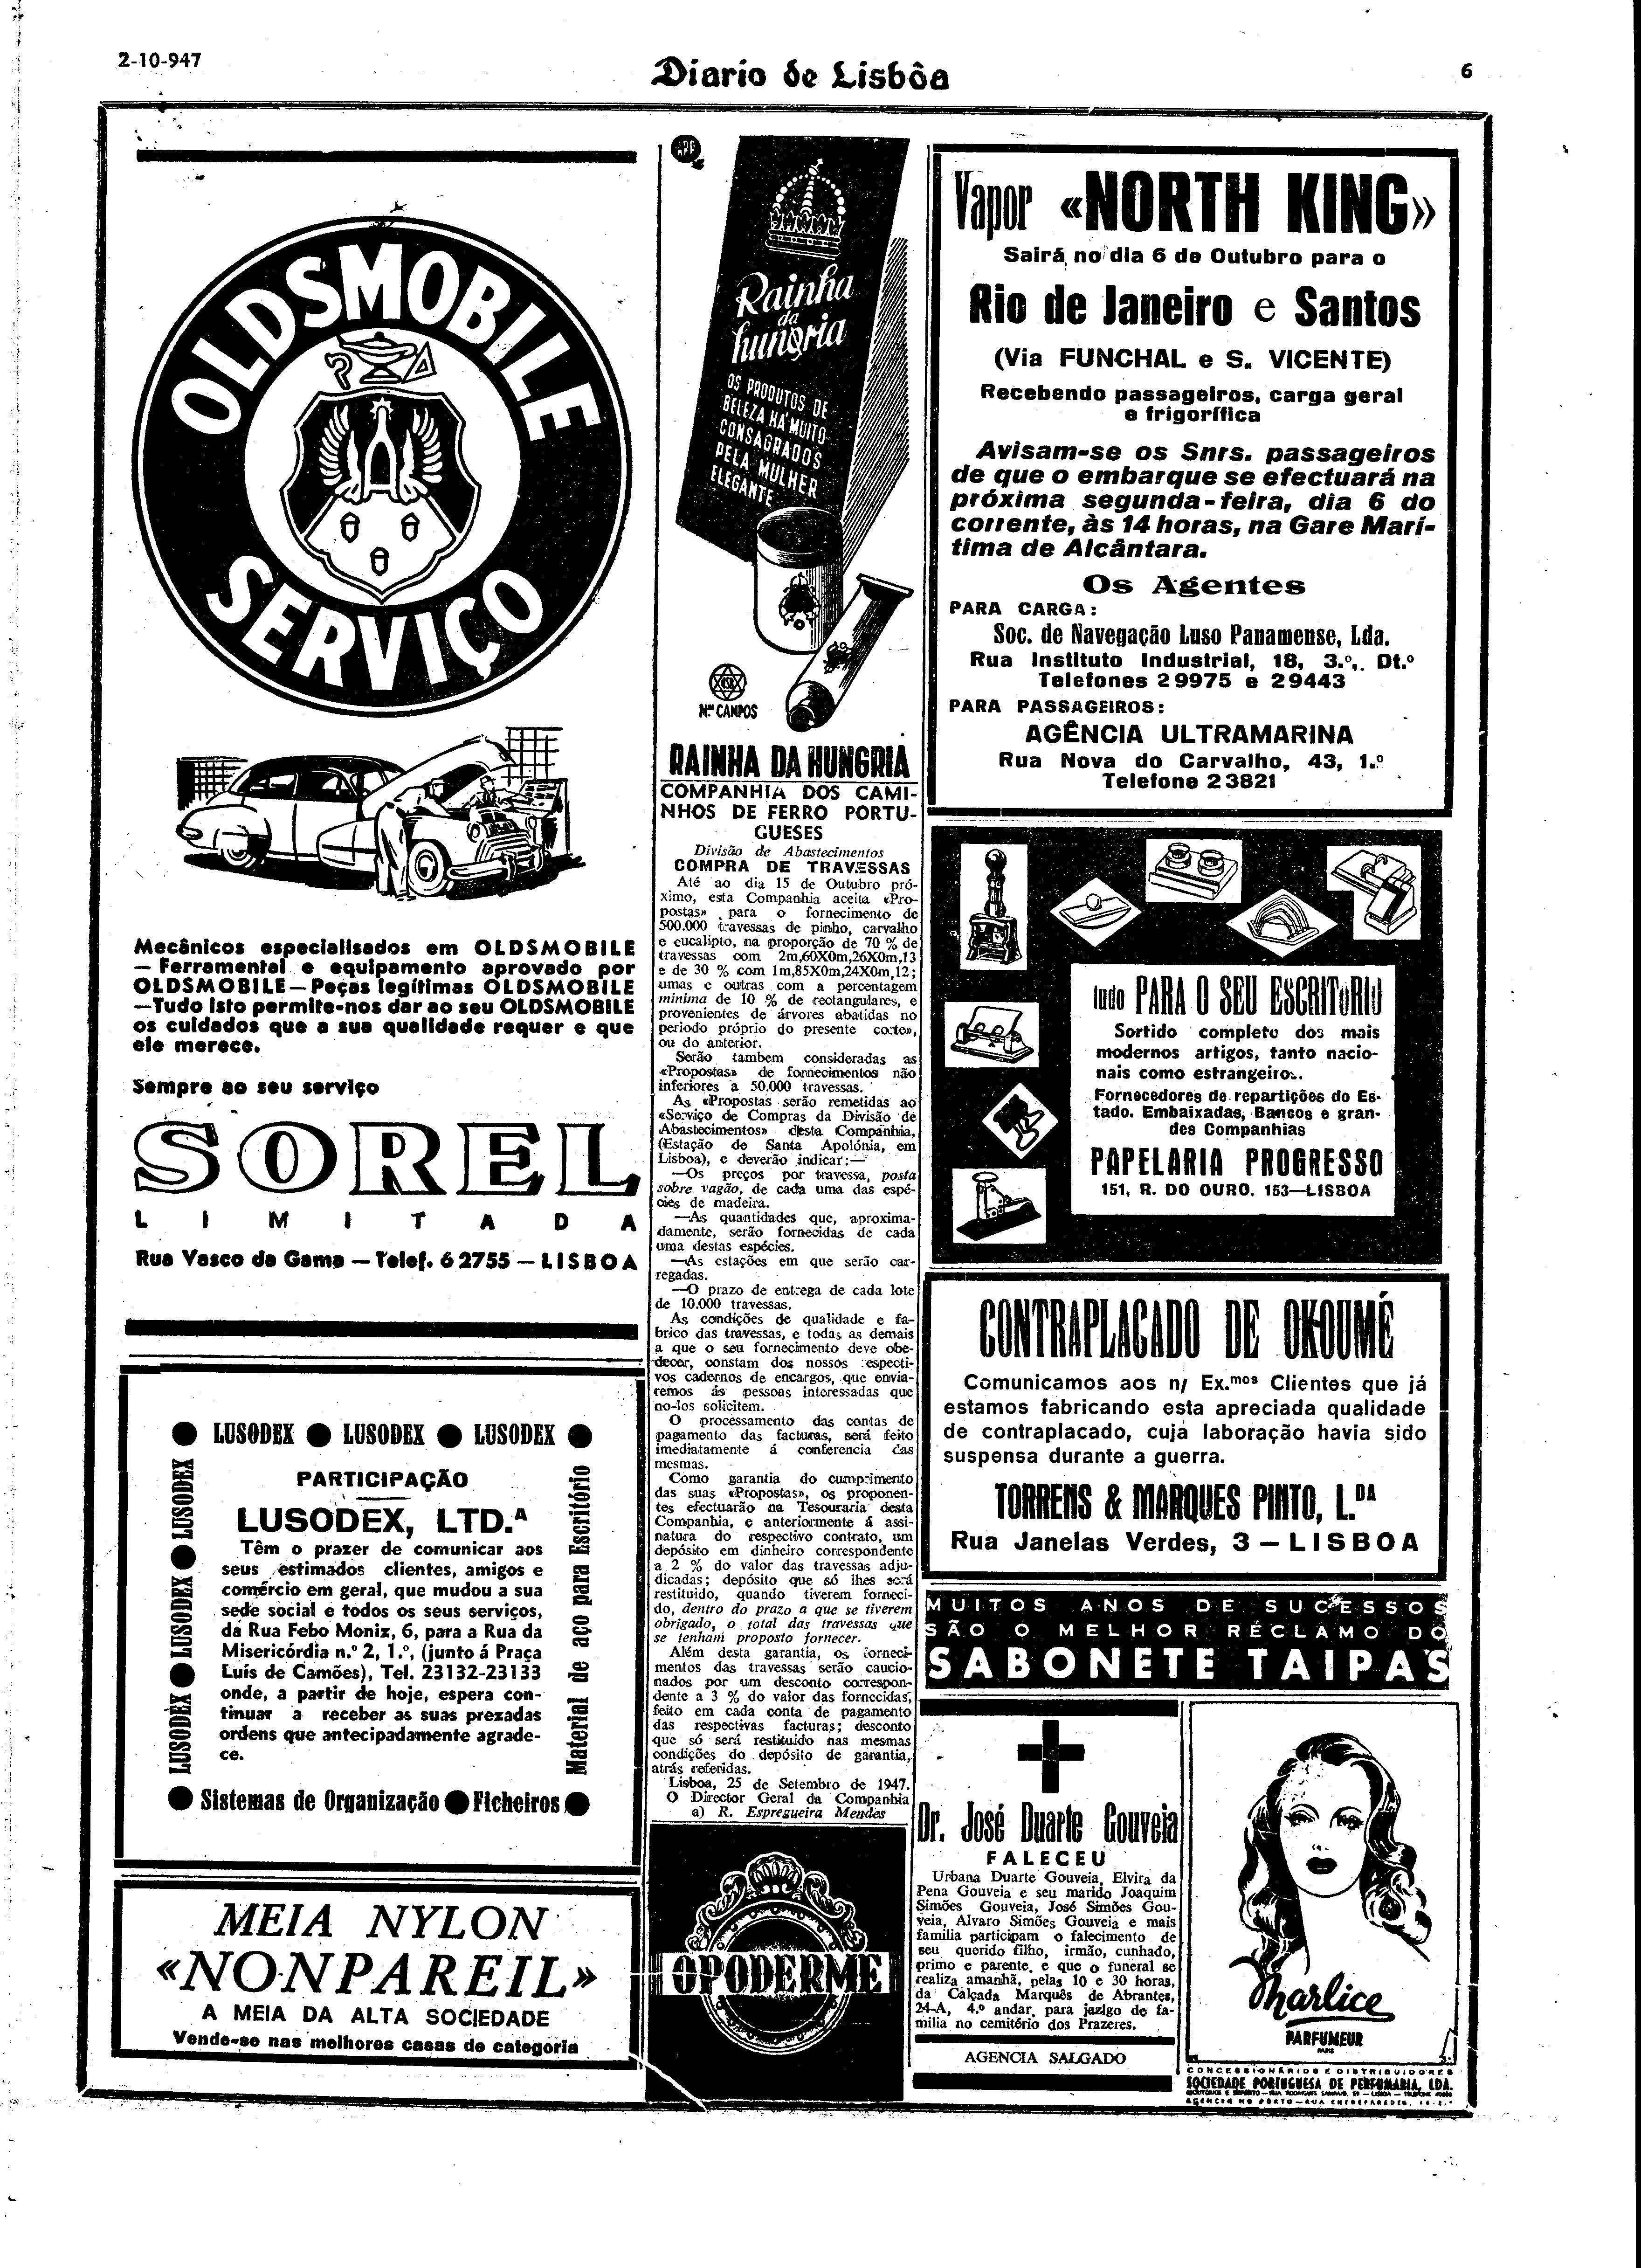 2-10-947
Diario de Lisbôa
6
OLDSMOBILE
SERVIÇO
Mecânicos especialisados em OLDSMOBILE
— Ferramental e equipamento aprovado por
OLDSMOBILE—Peças legítimas OLDSMOBILE
—Tudo isto permite-nos dar ao seu OLDSMOBILE
os cuidados que a sua qualidade requer e que
ele merece.
Sempre ao seu serviço
SOREL
LIMITADA
Rua Vasco da Gama — Telef. 6 2755 — LISBOA
LUSODEX ● LUSODEX ● LUSODEX
LUSODEX ● LUSODEX ● LUSODEX
PARTICIPAÇÃO
LUSODEX, LTD.ᴬ
Têm o prazer de comunicar aos
seus estimados clientes, amigos e
comércio em geral, que mudou a sua
sede social e todos os seus serviços,
da Rua Febo Moniz, 6, para a Rua da
Misericórdia n.º 2, 1.º, (junto á Praça
Luís de Camões), Tel. 23132-23133
onde, a partir de hoje, espera con-
tinuar a receber as suas prezadas
ordens que antecipadamente agrade-
ce.
Material de aço para Escritório
● Sistemas de Organização ● Ficheiros ●
MEIA NYLON
«NONPAREIL»
A MEIA DA ALTA SOCIEDADE
Vende-se nas melhores casas de categoria
APP
Rainha
da
hungria
OS PRODUTOS DE
BELEZA HÁ MUITO
CONSAGRADOS
PELA MULHER
ELEGANTE
Mᵐᵉ CAMPOS
RAINHA DA HUNGRIA
COMPANHIA DOS CAMI-
NHOS DE FERRO PORTU-
GUESES
Divisão de Abastecimentos
COMPRA DE TRAVESSAS
Até ao dia 15 de Outubro pró-
ximo, esta Companhia aceita «Pro-
postas» para o fornecimento de
500.000 travessas de pinho, carvalho
e eucalipto, na proporção de 70 % de
travessas com 2m,60X0m,26X0m,13
e de 30 % com 1m,85X0m,24X0m,12;
umas e outras com a percentagem
mínima de 10 % de rectangulares, e
provenientes de árvores abatidas no
periodo próprio do presente corte»,
ou do anterior.
Serão tambem consideradas as
«Propostas» de fornecimentos não
inferiores a 50.000 travessas.
As «Propostas serão remetidas ao
«Serviço de Compras da Divisão de
Abastecimentos» desta Companhia,
(Estação de Santa Apolónia, em
Lisboa), e deverão indicar:—
—Os preços por travessa, posta
sobre vagão, de cada uma das espé-
cies de madeira.
—As quantidades que, aproxima-
damente, serão fornecidas de cada
uma destas espécies.
—As estações em que serão car-
regadas.
—O prazo de entrega de cada lote
de 10.000 travessas.
As condições de qualidade e fa-
brico das travessas, e todas as demais
a que o seu fornecimento deve obe-
decer, constam dos nossos respecti-
vos cadernos de encargos, que envia-
remos ás pessoas interessadas que
no-los solicitem.
O processamento das contas de
pagamento das facturas, será feito
imediatamente á conferencia das
mesmas.
Como garantia do cumprimento
das suas «Propostas», os proponen-
tes efectuarão na Tesouraria desta
Companhia, e anteriormente á assi-
natura do respectivo contrato, um
depósito em dinheiro correspondente
a 2 % do valor das travessas adju-
dicadas; depósito que só lhes será
restituido, quando tiverem forneci-
do, dentro do prazo a que se tiverem
obrigado, o total das travessas que
se tenham proposto fornecer.
Além desta garantia, os forneci-
mentos das travessas serão caucio-
nados por um desconto correspon-
dente a 3 % do valor das fornecidas,
feito em cada conta de pagamento
das respectivas facturas; desconto
que só será restituido nas mesmas
condições do depósito de garantia,
atrás referidas.
Lisboa, 25 de Setembro de 1947.
O Director Geral da Companhia
a) R. Espregueira Mendes
OPODERME
Vapor «NORTH KING»
Sairá no dia 6 de Outubro para o
Rio de Janeiro e Santos
(Via FUNCHAL e S. VICENTE)
Recebendo passageiros, carga geral
e frigorífica
Avisam-se os Snrs. passageiros
de que o embarque se efectuará na
próxima segunda-feira, dia 6 do
corrente, às 14 horas, na Gare Marí-
tima de Alcântara.
Os Agentes
PARA CARGA:
Soc. de Navegação Luso Panamense, Lda.
Rua Instituto Industrial, 18, 3.º, Dt.º
Telefones 2 9975 e 2 9443
PARA PASSAGEIROS:
AGÊNCIA ULTRAMARINA
Rua Nova do Carvalho, 43, 1.º
Telefone 2 3821
tudo PARA O SEU ESCRITÓRIO
Sortido completo dos mais
modernos artigos, tanto nacio-
nais como estrangeiros.
Fornecedores de repartições do Es-
tado. Embaixadas, Bancos e gran-
des Companhias
PAPELARIA PROGRESSO
151, R. DO OURO, 153—LISBOA
CONTRAPLACADO DE OKOUMÉ
Comunicamos aos n/ Ex.ᵐᵒˢ Clientes que já
estamos fabricando esta apreciada qualidade
de contraplacado, cuja laboração havia sido
suspensa durante a guerra.
TORRENS & MARQUES PINTO, L.ᴰᴬ
Rua Janelas Verdes, 3 — LISBOA
MUITOS ANOS DE SUCESSOS
SÃO O MELHOR RÉCLAMO DO
SABONETE TAIPAS
Dr. José Duarte Gouveia
FALECEU
Urbana Duarte Gouveia, Elvira da
Pena Gouveia e seu marido Joaquim
Simões Gouveia, José Simões Gou-
veia, Alvaro Simões Gouveia e mais
familia participam o falecimento de
seu querido filho, irmão, cunhado,
primo e parente, e que o funeral se
realiza amanhã, pelas 10 e 30 horas,
da Calçada Marquês de Abrantes,
24-A, 4.º andar para jazigo de fa-
milia no cemitério dos Prazeres.
AGENCIA SALGADO
Charlice
PARFUMEUR
PARIS
CONCESSIONÁRIOS E DISTRIBUIDORES
SOCIEDADE PORTUGUESA DE PERFUMARIA, LDA.
AGENCIA NO PORTO—RUA ENTREPAREDES, 16-2.º